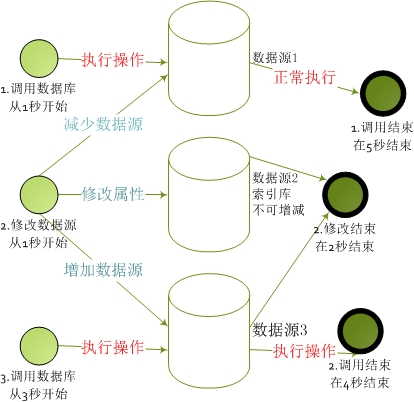 执行操作
数据源1
正常执行
1.调用数据库
从1秒开始
减少数据源
1.调用结束
在5秒结束
修改属性
数据源2
索引库
不可增减
2.修改数据源
从1秒开始
2.修改结束
在2秒结束
增加数据源
数据源3
执行操作
执行操作
3.调用数据库
从3秒开始
2.调用结束
在4秒结束